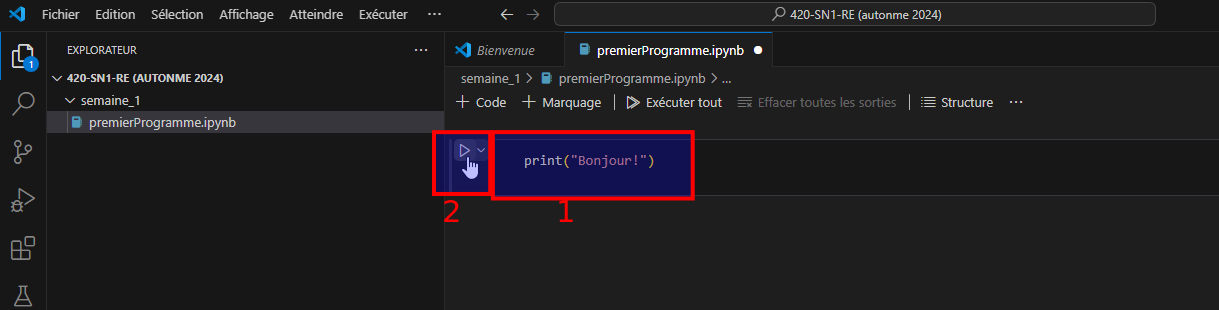 Fichier Edition Sélection Affichage Atteindre Exécuter ··· ← → 420-SN1-RE (autonme 2024)
EXPLORATEUR ···
Bienvenue premierProgramme.ipynb
420-SN1-RE (AUTONME 2024)
semaine_1 > premierProgramme.ipynb > ...
semaine_1
+ Code + Marquage Exécuter tout Effacer toutes les sorties Structure ···
premierProgramme.ipynb
print("Bonjour!")
2 1
1